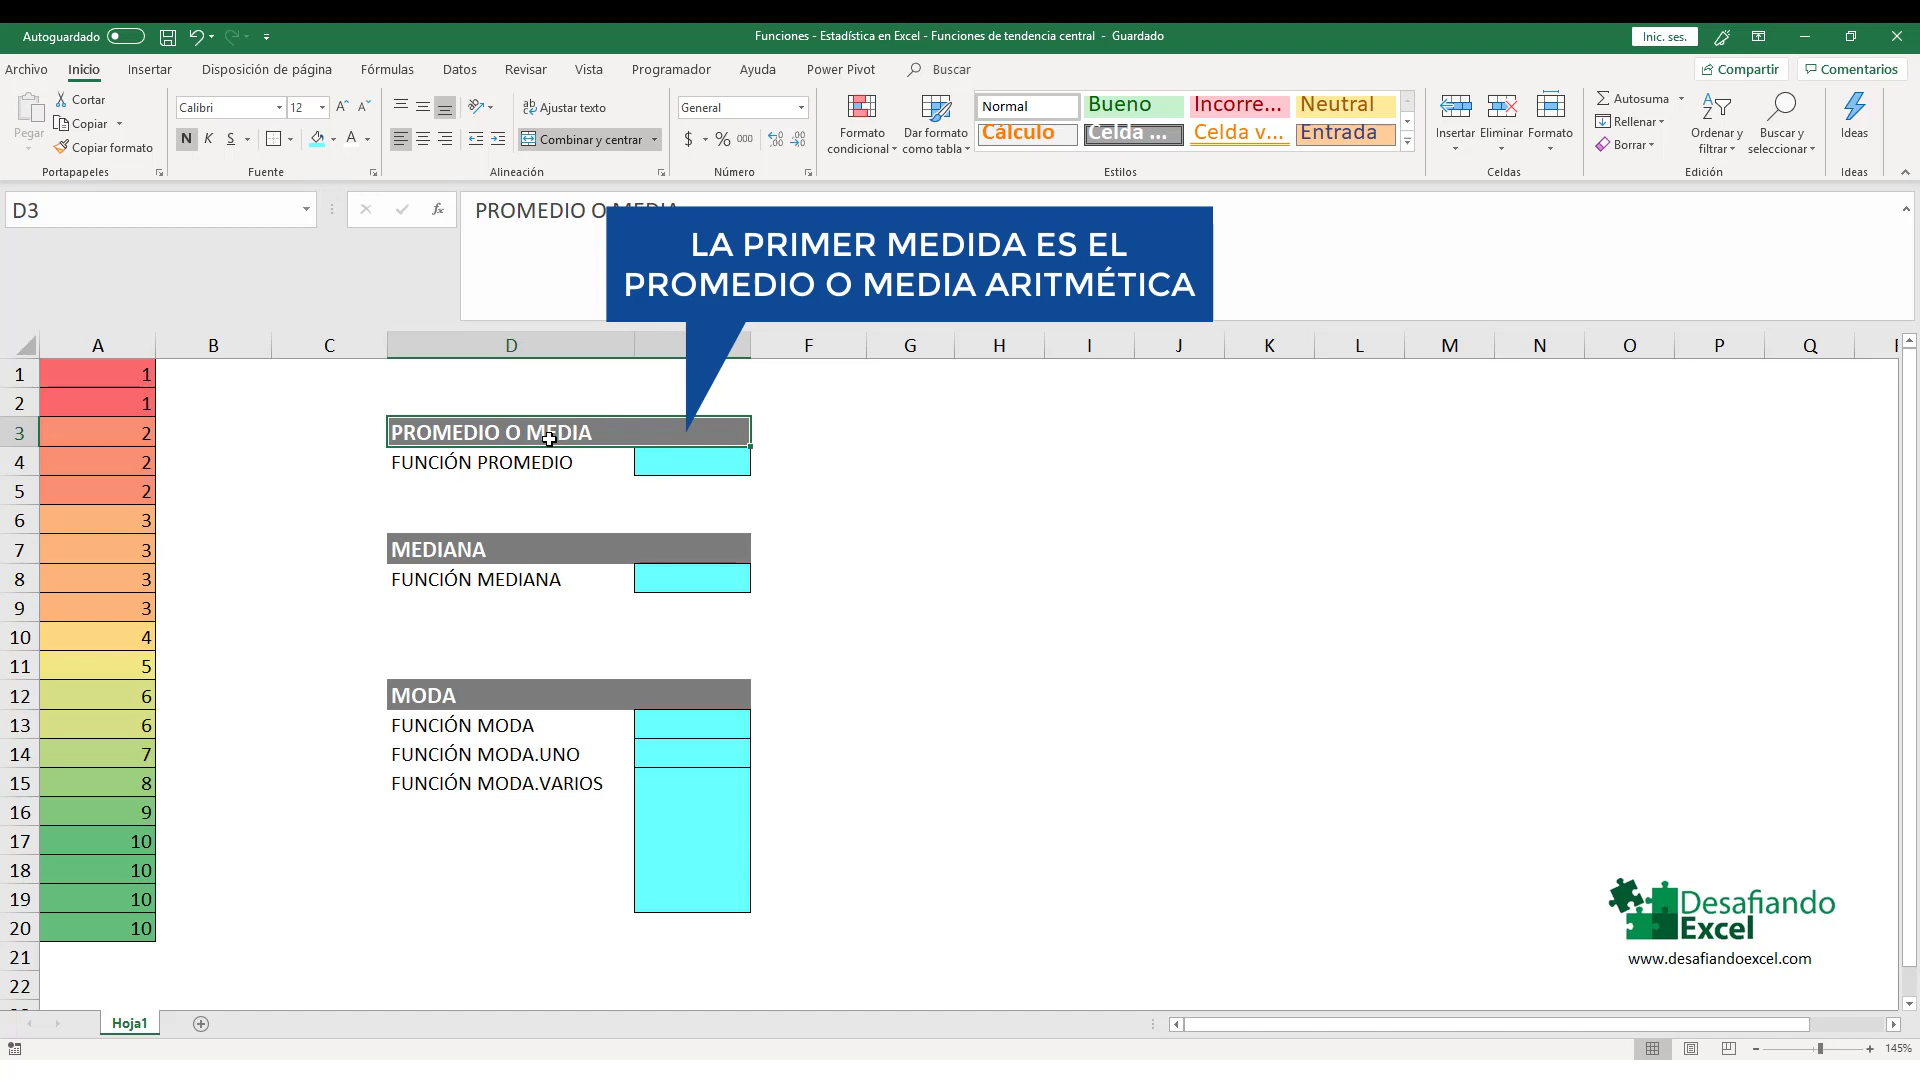 Autoguardado
Funciones - Estadística en Excel - Funciones de tendencia central - Guardado
Inic. ses.
Archivo Inicio Insertar Disposición de página Fórmulas Datos Revisar Vista Programador Ayuda Power Pivot Buscar Compartir Comentarios
Pegar
Cortar
Copiar
Copiar formato
Portapapeles
Calibri 12
N K S
Fuente
Ajustar texto
Combinar y centrar
Alineación
General
$ % 000
Número
Formato condicional
Dar formato como tabla
Normal Bueno Incorre... Neutral
Cálculo Celda ... Celda v... Entrada
Estilos
Insertar Eliminar Formato
Celdas
Autosuma
Rellenar
Borrar
Ordenar y filtrar
Buscar y seleccionar
Edición
Ideas
Ideas
D3
fx
PROMEDIO O MEDIA
LA PRIMER MEDIDA ES EL
PROMEDIO O MEDIA ARITMÉTICA
A B C D F G H I J K L M N O P Q
1 1
2 1
3 2 PROMEDIO O MEDIA
4 2 FUNCIÓN PROMEDIO
5 2
6 3
7 3 MEDIANA
8 3 FUNCIÓN MEDIANA
9 3
10 4
11 5
12 6 MODA
13 6 FUNCIÓN MODA
14 7 FUNCIÓN MODA.UNO
15 8 FUNCIÓN MODA.VARIOS
16 9
17 10
18 10
19 10
20 10
21
22
Desafiando
Excel
www.desafiandoexcel.com
Hoja1
145%